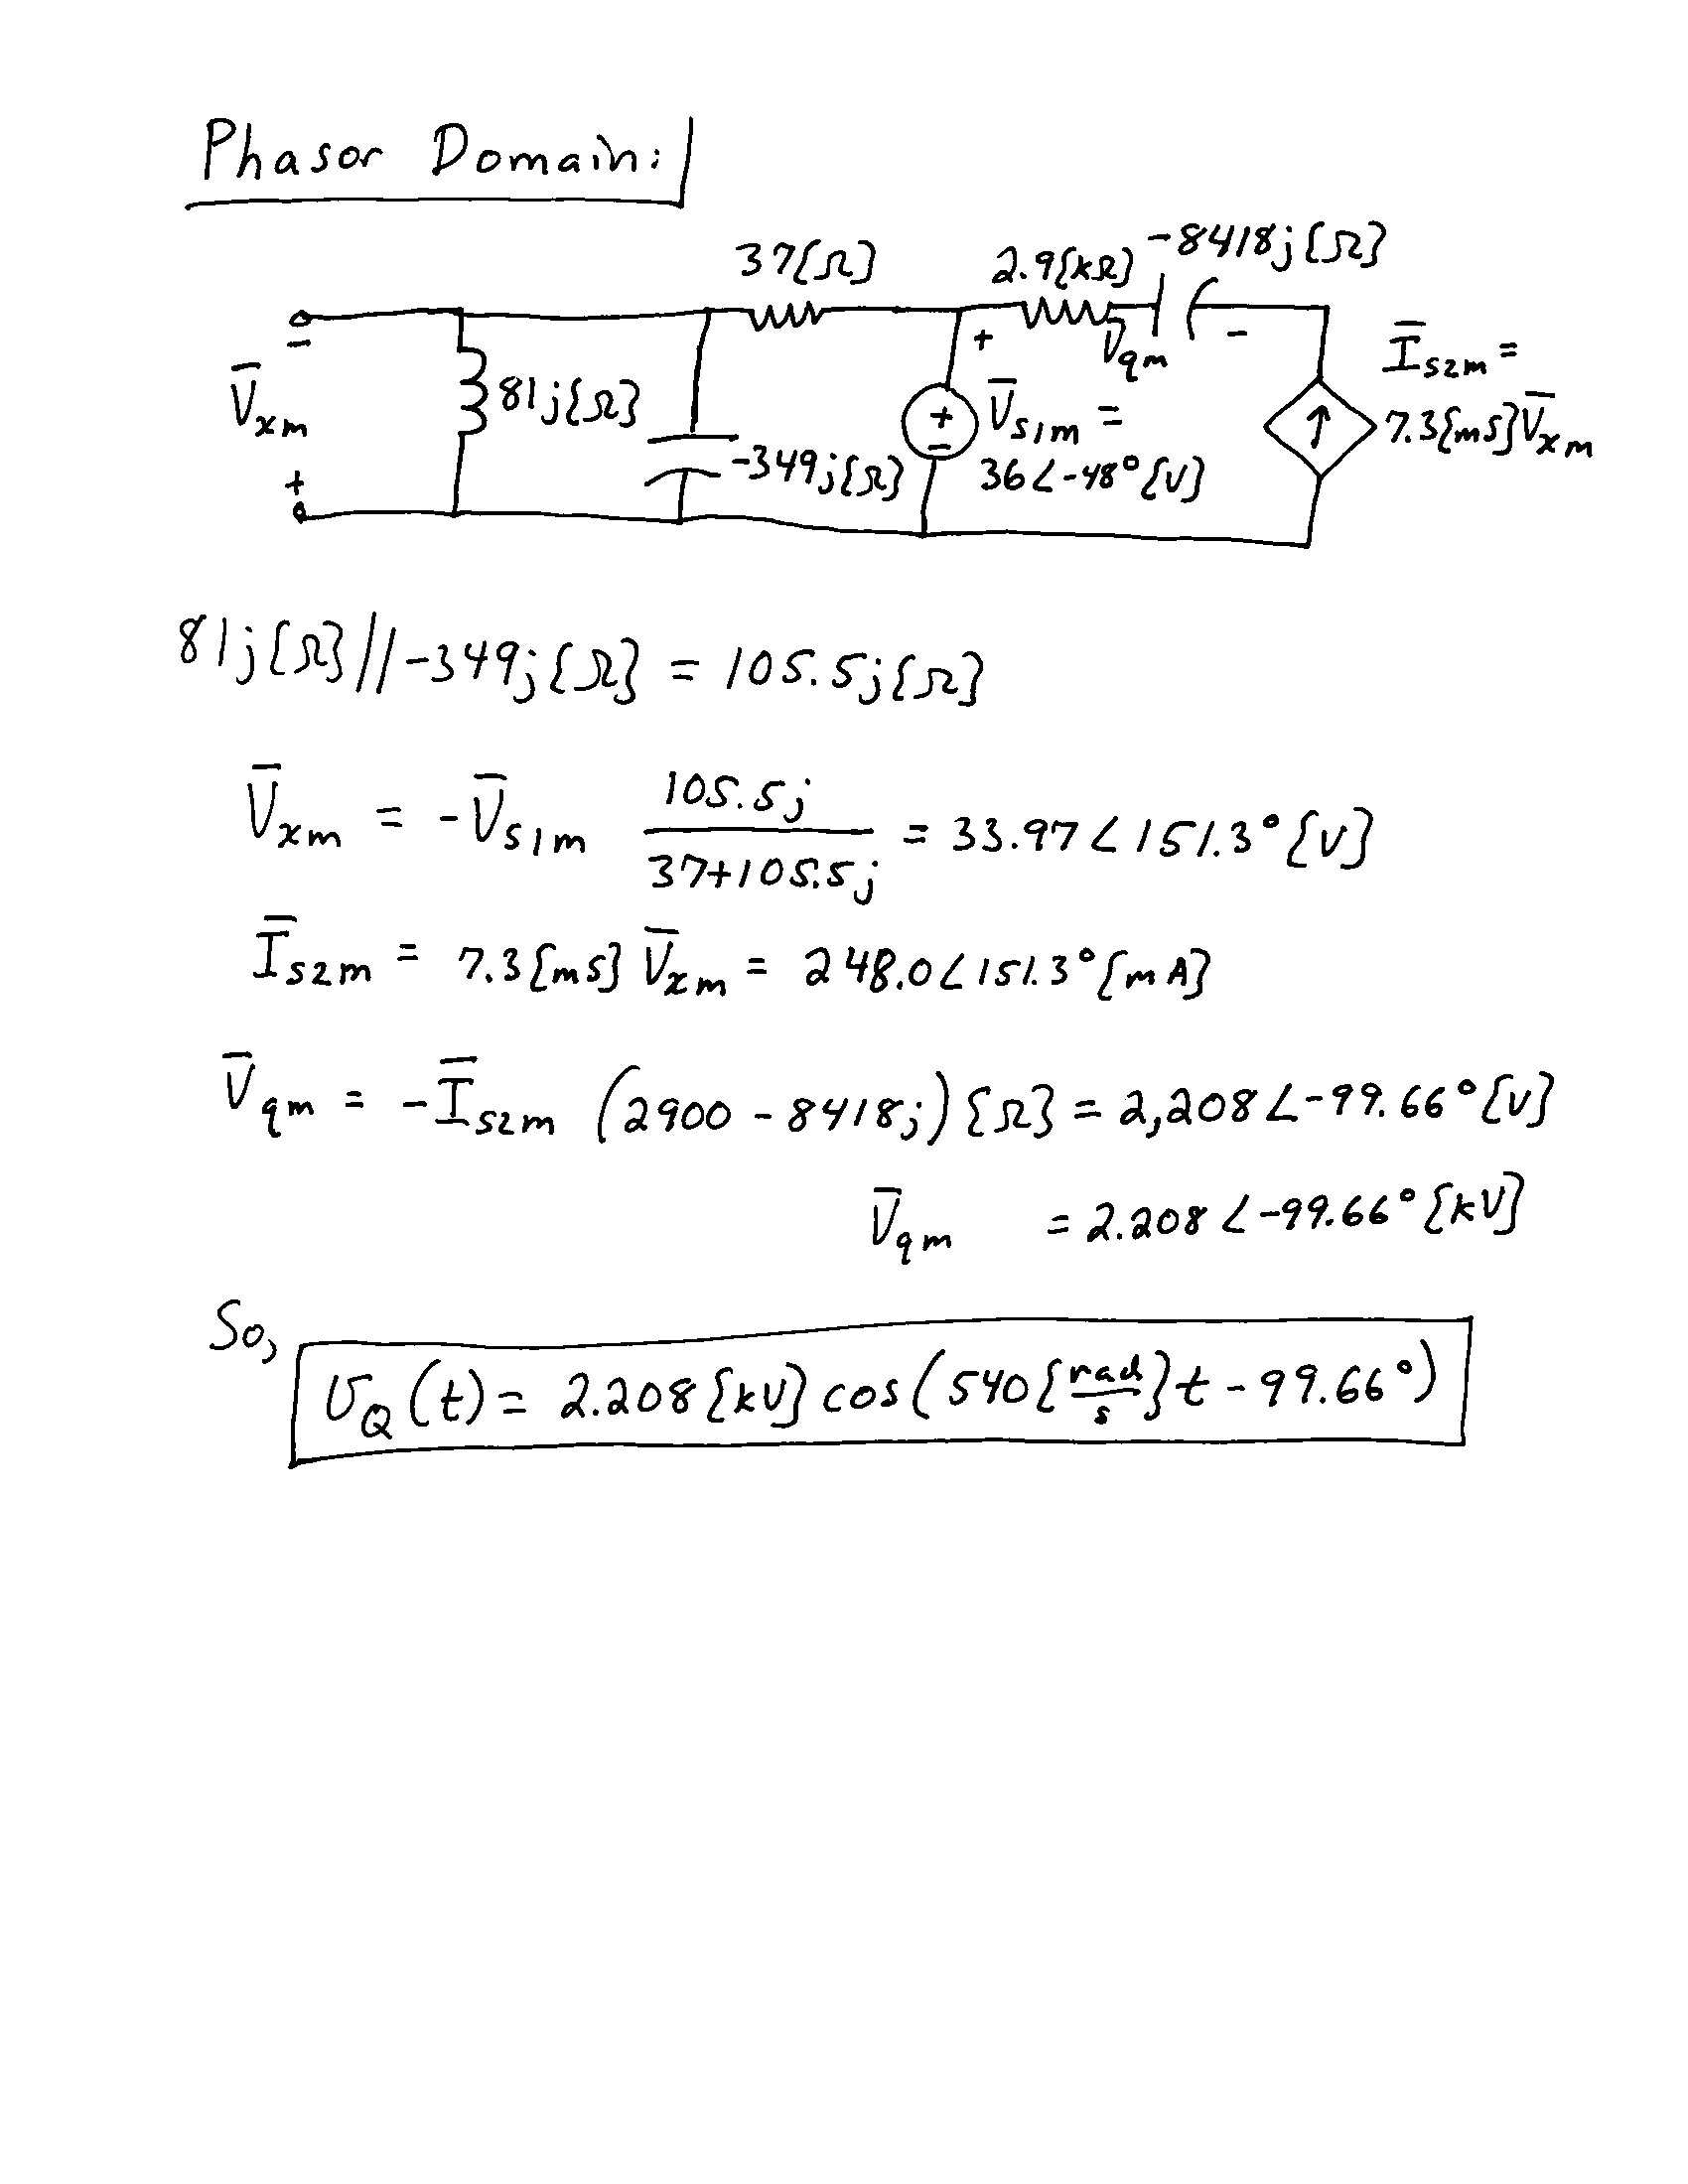 Phasor Domain:
37{Ω} 2.9{kΩ} -8418j{Ω}
- + V̄qm - Ī_s2m =
V̄xm 81j{Ω} + - V̄s1m = ↑ 7.3{mS}V̄xm
+ -349j{Ω} 36∠-48°{V}
81j{Ω}//-349j{Ω} = 105.5j{Ω}
V̄xm = -V̄s1m 105.5j / 37+105.5j = 33.97∠151.3°{V}
Īs2m = 7.3{mS} V̄xm = 248.0∠151.3°{mA}
V̄qm = -Īs2m (2900 - 8418j){Ω} = 2,208∠-99.66°{V}
V̄qm = 2.208∠-99.66°{kV}
So,
υQ(t) = 2.208{kV} cos(540{rad/s}t - 99.66°)